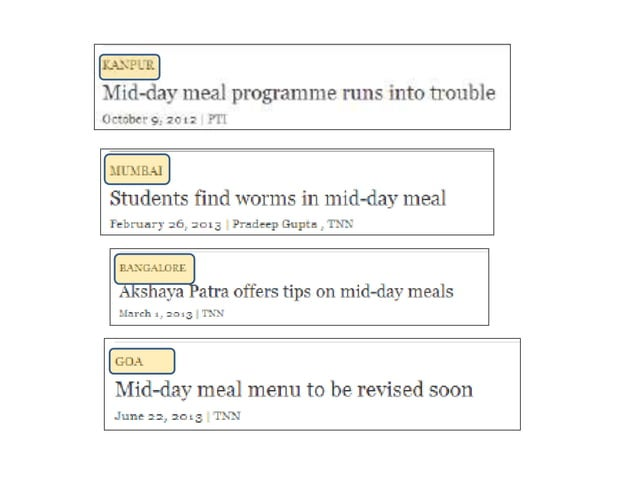 KANPUR
Mid-day meal programme runs into trouble
October 9, 2012 | PTI
MUMBAI
Students find worms in mid-day meal
February 26, 2013 | Pradeep Gupta , TNN
BANGALORE
Akshaya Patra offers tips on mid-day meals
March 1, 2013 | TNN
GOA
Mid-day meal menu to be revised soon
June 22, 2013 | TNN